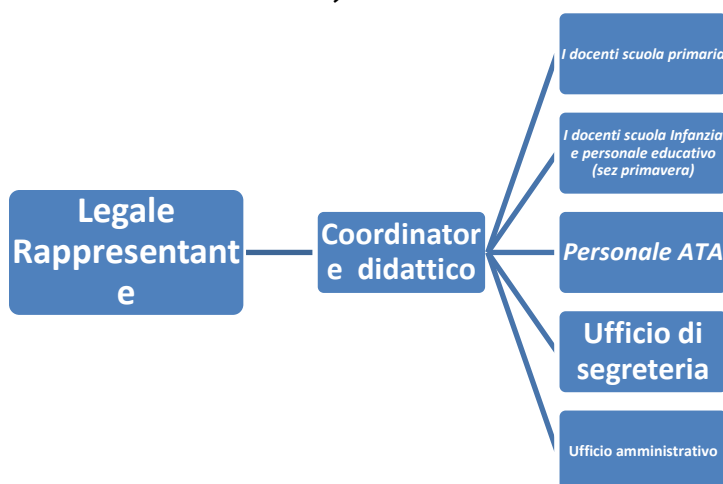 I docenti scuola primaria
I docenti scuola Infanzia
e personale educativo
(sez primavera)
Legale
Rappresentant
e
Coordinator
e didattico
Personale ATA
Ufficio di
segreteria
Ufficio amministrativo